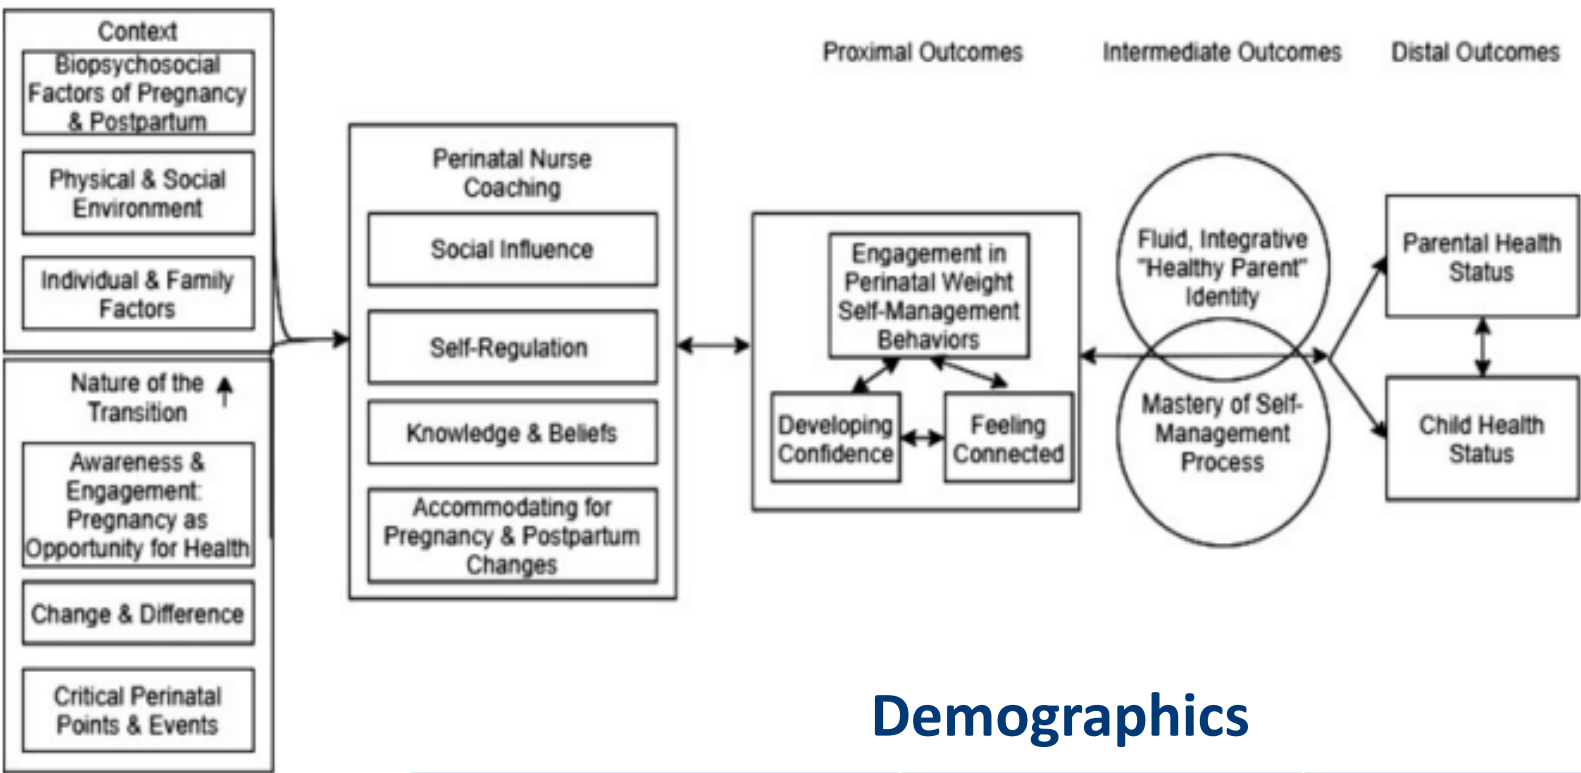 Context
Biopsychosocial
Factors of Pregnancy
& Postpartum
Physical & Social
Environment
Individual & Family
Factors
Nature of the
Transition
Awareness &
Engagement:
Pregnancy as
Opportunity for Health
Change & Difference
Critical Perinatal
Points & Events
Perinatal Nurse
Coaching
Social Influence
Self-Regulation
Knowledge & Beliefs
Accommodating for
Pregnancy & Postpartum
Changes
Proximal Outcomes
Engagement in
Perinatal Weight
Self-Management
Behaviors
Developing
Confidence
Feeling
Connected
Intermediate Outcomes
Fluid, Integrative
"Healthy Parent"
Identity
Mastery of Self-
Management
Process
Distal Outcomes
Parental Health
Status
Child Health
Status
Demographics